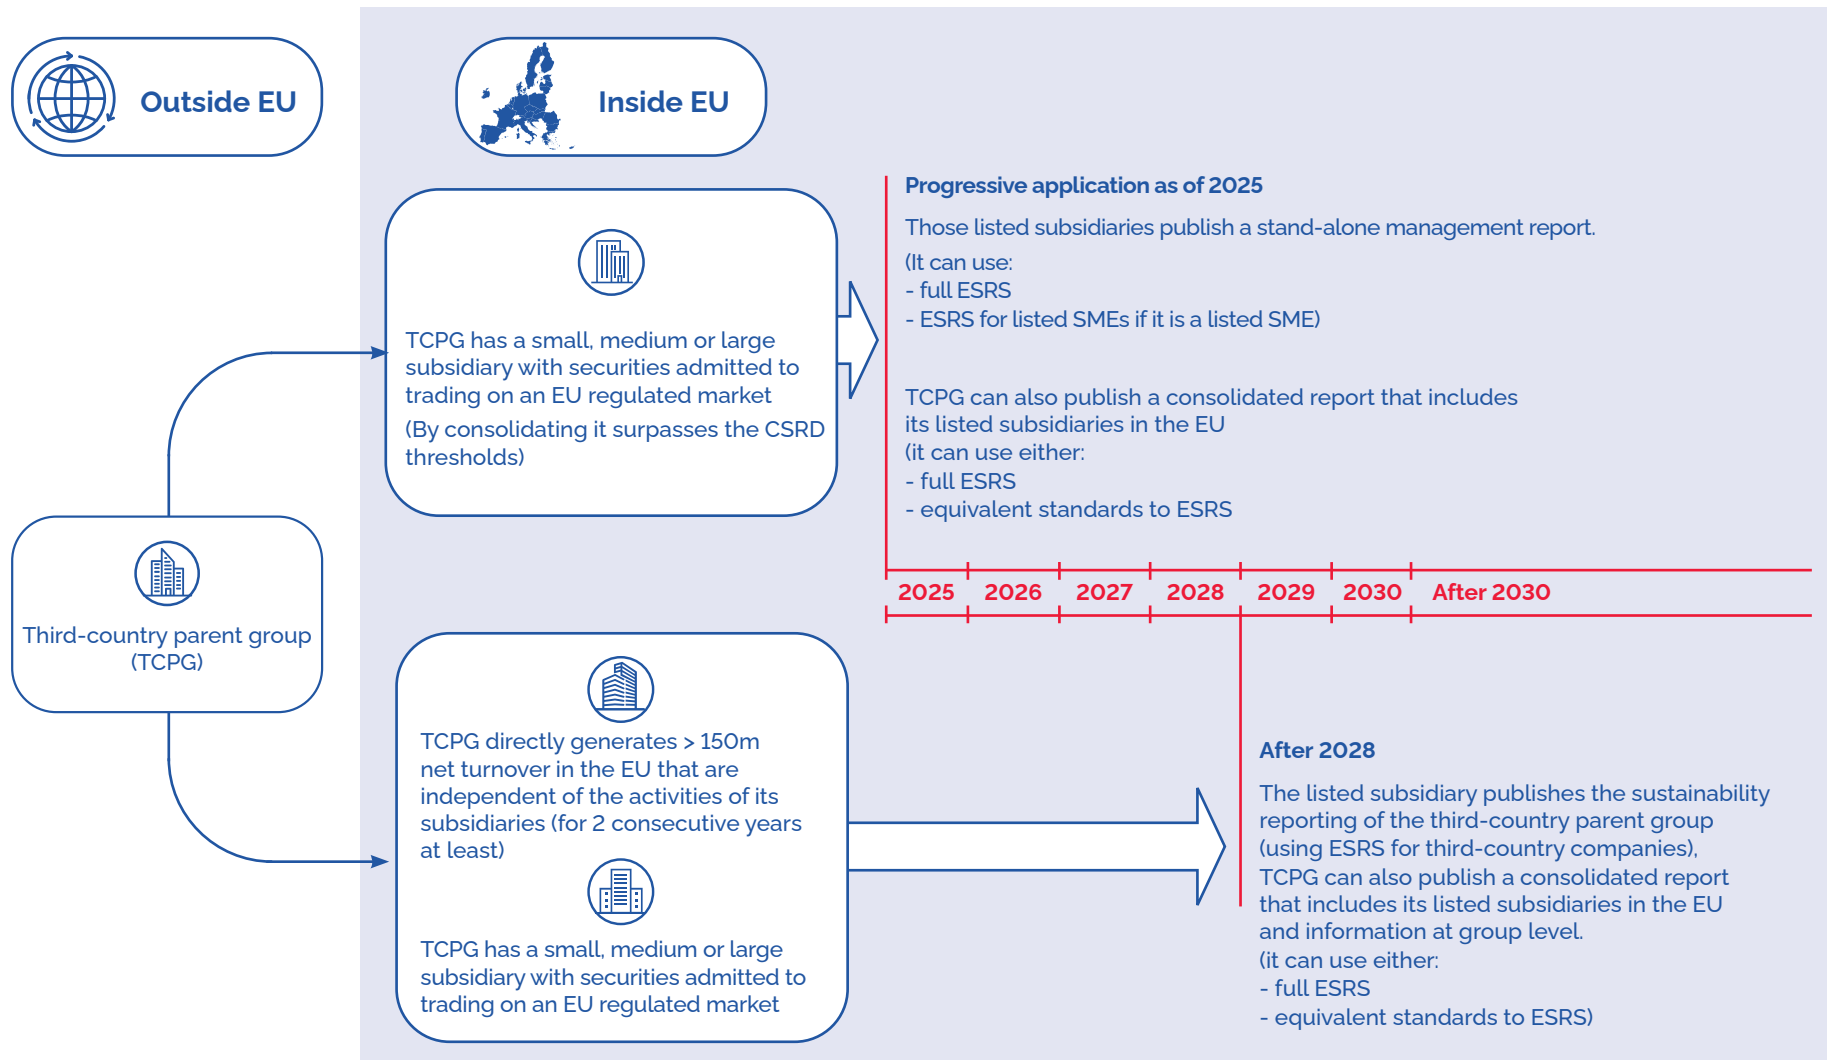 Outside EU
Inside EU
Third-country parent group
(TCPG)
TCPG has a small, medium or large
subsidiary with securities admitted to
trading on an EU regulated market
(By consolidating it surpasses the CSRD
thresholds)
Progressive application as of 2025
Those listed subsidiaries publish a stand-alone management report.
(It can use:
- full ESRS
- ESRS for listed SMEs if it is a listed SME)
TCPG can also publish a consolidated report that includes
its listed subsidiaries in the EU
(it can use either:
- full ESRS
- equivalent standards to ESRS
2025 2026 2027 2028 2029 2030 After 2030
TCPG directly generates > 150m
net turnover in the EU that are
independent of the activities of its
subsidiaries (for 2 consecutive years
at least)
TCPG has a small, medium or large
subsidiary with securities admitted to
trading on an EU regulated market
After 2028
The listed subsidiary publishes the sustainability
reporting of the third-country parent group
(using ESRS for third-country companies),
TCPG can also publish a consolidated report
that includes its listed subsidiaries in the EU
and information at group level.
(it can use either:
- full ESRS
- equivalent standards to ESRS)